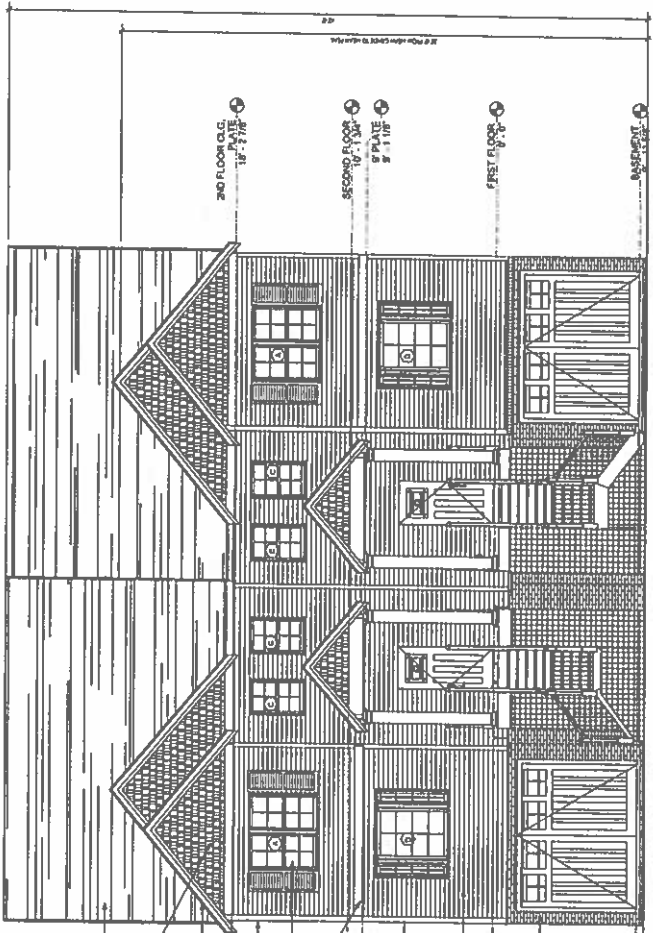 2ND FLOOR CLG.
PLATE
18' - 2 7/8"
SECOND FLOOR
10' - 1 3/4"
9' PLATE
9' - 1 1/8"
FIRST FLOOR
0' - 0"
BASEMENT
A
C
C
C
C
A
D
D